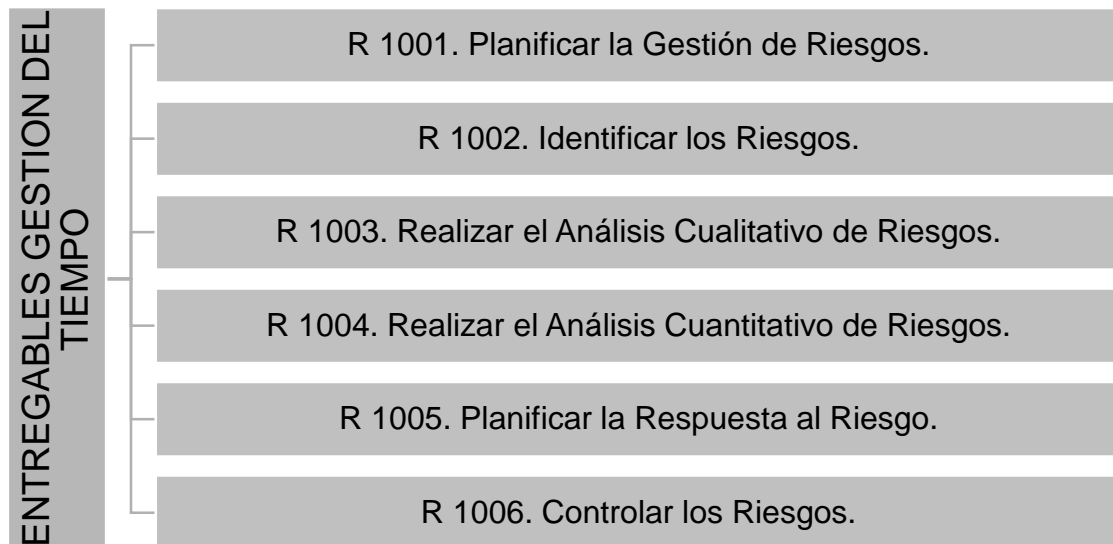 ENTREGABLES GESTION DEL
TIEMPO
R 1001. Planificar la Gestión de Riesgos.
R 1002. Identificar los Riesgos.
R 1003. Realizar el Análisis Cualitativo de Riesgos.
R 1004. Realizar el Análisis Cuantitativo de Riesgos.
R 1005. Planificar la Respuesta al Riesgo.
R 1006. Controlar los Riesgos.